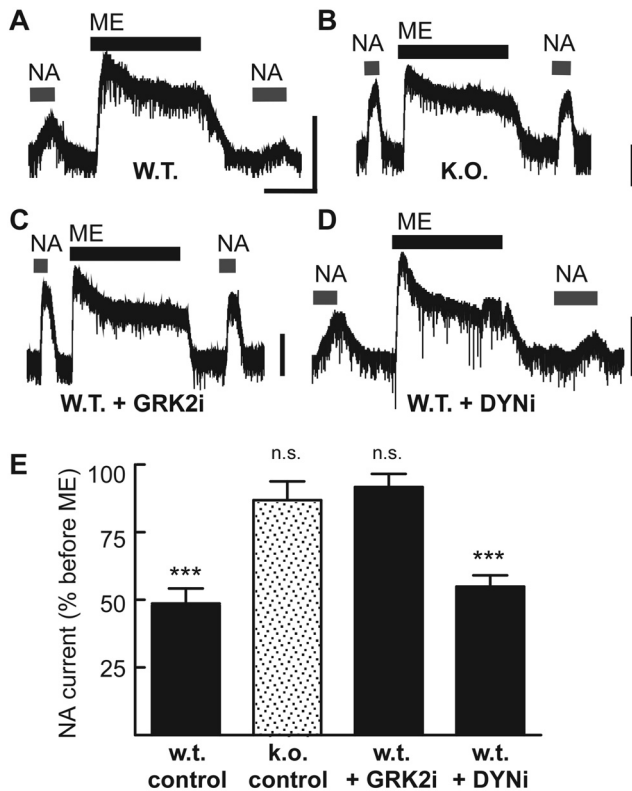 A
ME
NA
NA
W.T.
B
ME
NA
NA
K.O.
C
ME
NA
NA
W.T. + GRK2i
D
ME
NA
NA
W.T. + DYNi
E
NA current (% before ME)
100
75
50
25
***
n.s.
n.s.
***
w.t.
control
k.o.
control
w.t.
+ GRK2i
w.t.
+ DYNi